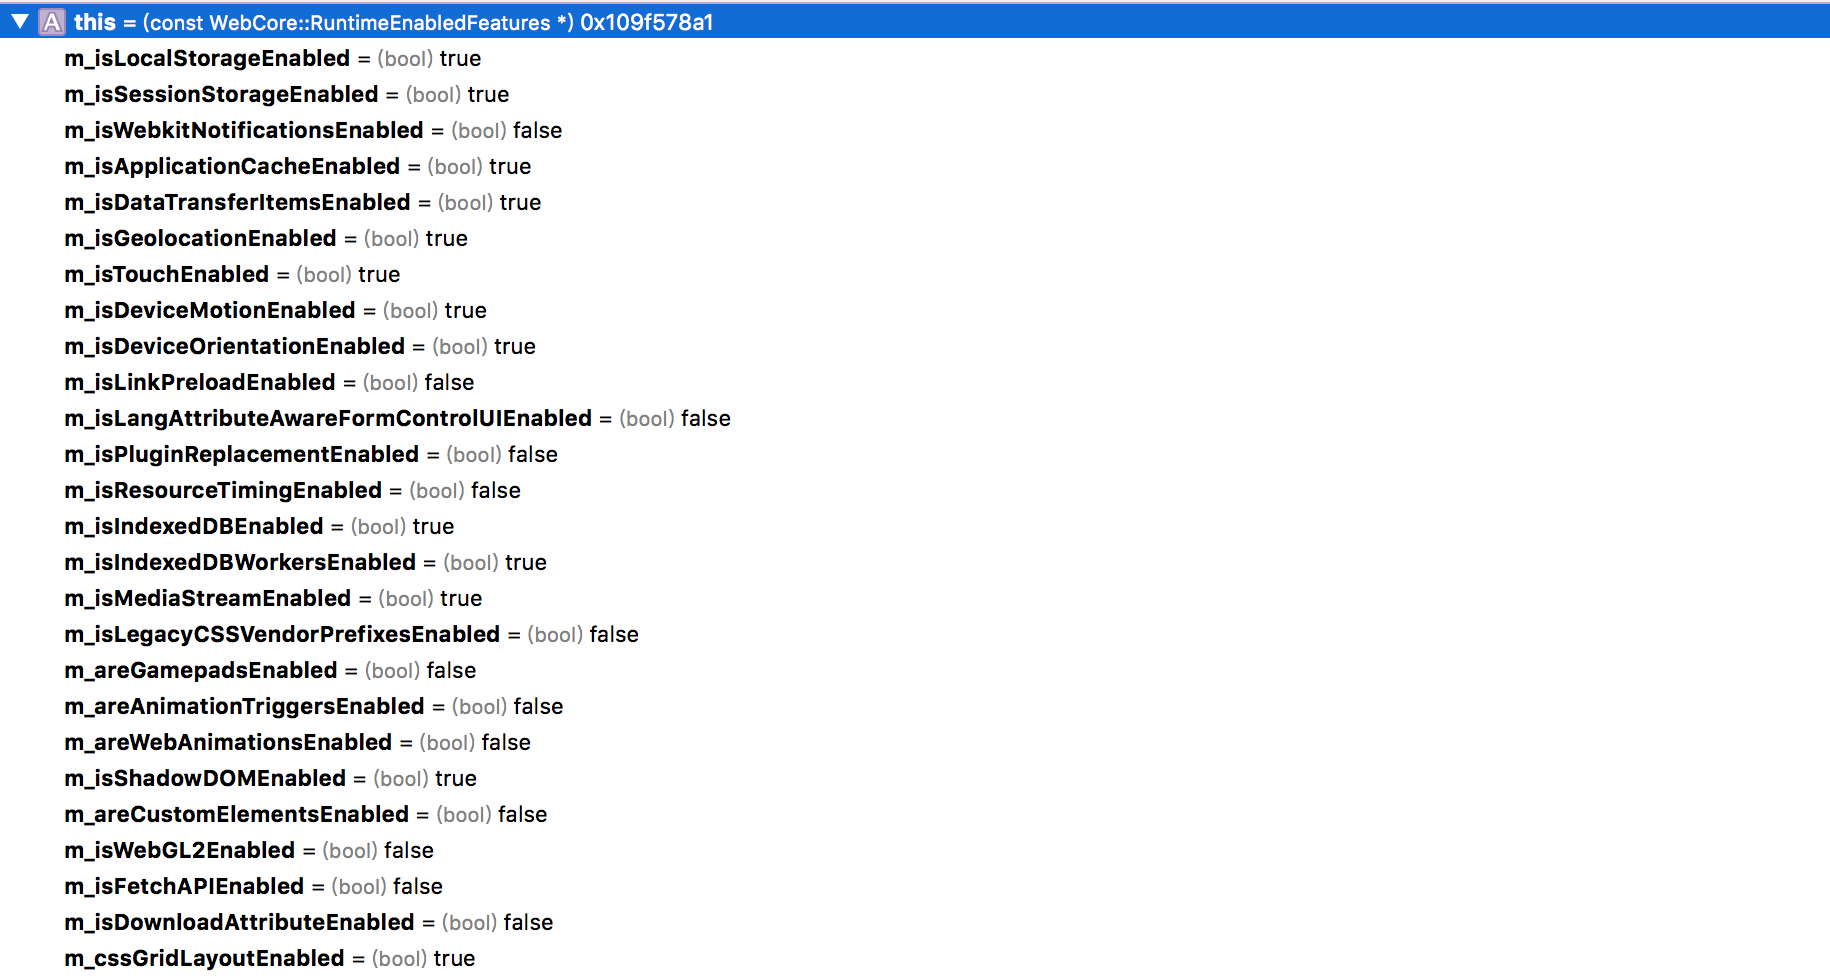 A this = (const WebCore::RuntimeEnabledFeatures *) 0x109f578a1
m_isLocalStorageEnabled = (bool) true
m_isSessionStorageEnabled = (bool) true
m_isWebkitNotificationsEnabled = (bool) false
m_isApplicationCacheEnabled = (bool) true
m_isDataTransferItemsEnabled = (bool) true
m_isGeolocationEnabled = (bool) true
m_isTouchEnabled = (bool) true
m_isDeviceMotionEnabled = (bool) true
m_isDeviceOrientationEnabled = (bool) true
m_isLinkPreloadEnabled = (bool) false
m_isLangAttributeAwareFormControlUIEnabled = (bool) false
m_isPluginReplacementEnabled = (bool) false
m_isResourceTimingEnabled = (bool) false
m_isIndexedDBEnabled = (bool) true
m_isIndexedDBWorkersEnabled = (bool) true
m_isMediaStreamEnabled = (bool) true
m_isLegacyCSSVendorPrefixesEnabled = (bool) false
m_areGamepadsEnabled = (bool) false
m_areAnimationTriggersEnabled = (bool) false
m_areWebAnimationsEnabled = (bool) false
m_isShadowDOMEnabled = (bool) true
m_areCustomElementsEnabled = (bool) false
m_isWebGL2Enabled = (bool) false
m_isFetchAPIEnabled = (bool) false
m_isDownloadAttributeEnabled = (bool) false
m_cssGridLayoutEnabled = (bool) true